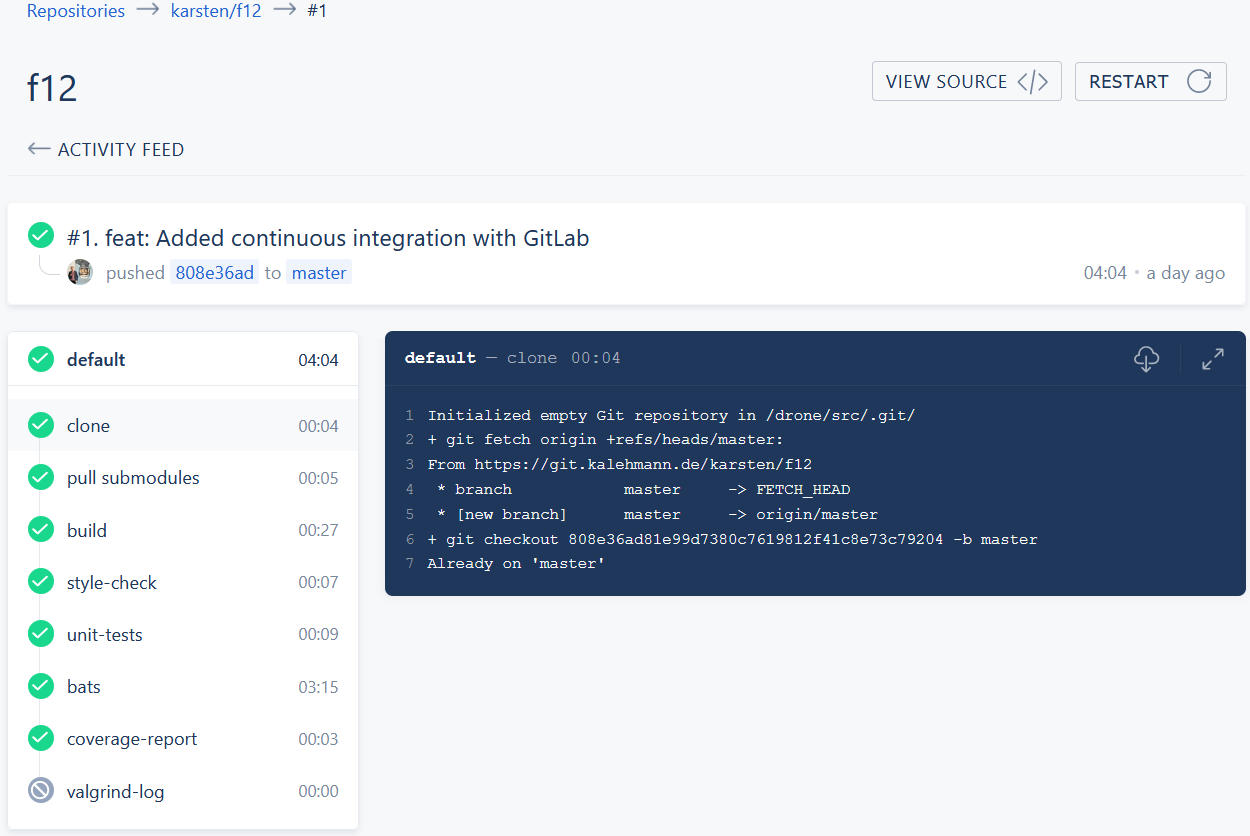 Repositories → karsten/f12 → #1
f12
VIEW SOURCE </>
RESTART
← ACTIVITY FEED
#1. feat: Added continuous integration with GitLab
pushed 808e36ad to master
04:04 • a day ago
default 04:04
clone 00:04
pull submodules 00:05
build 00:27
style-check 00:07
unit-tests 00:09
bats 03:15
coverage-report 00:03
valgrind-log 00:00
default — clone 00:04
1 Initialized empty Git repository in /drone/src/.git/
2 + git fetch origin +refs/heads/master:
3 From https://git.kalehmann.de/karsten/f12
4 * branch master -> FETCH_HEAD
5 * [new branch] master -> origin/master
6 + git checkout 808e36ad81e99d7380c7619812f41c8e73c79204 -b master
7 Already on 'master'